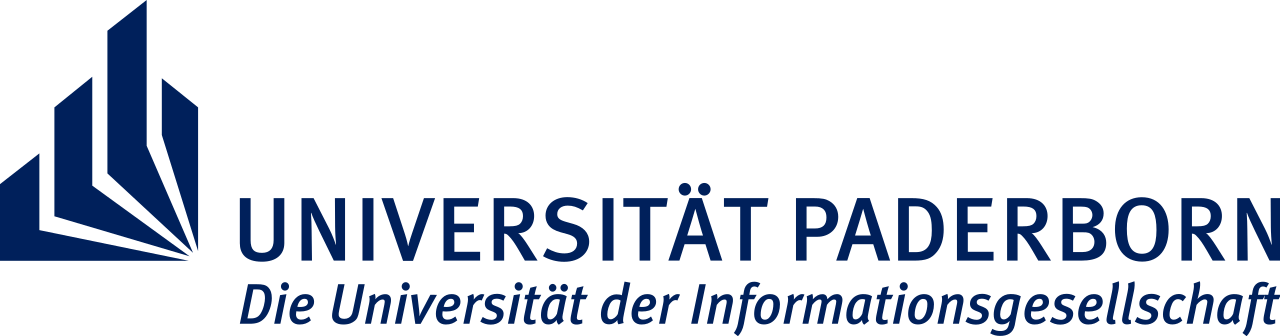 UNIVERSITÄT PADERBORN
Die Universität der Informationsgesellschaft